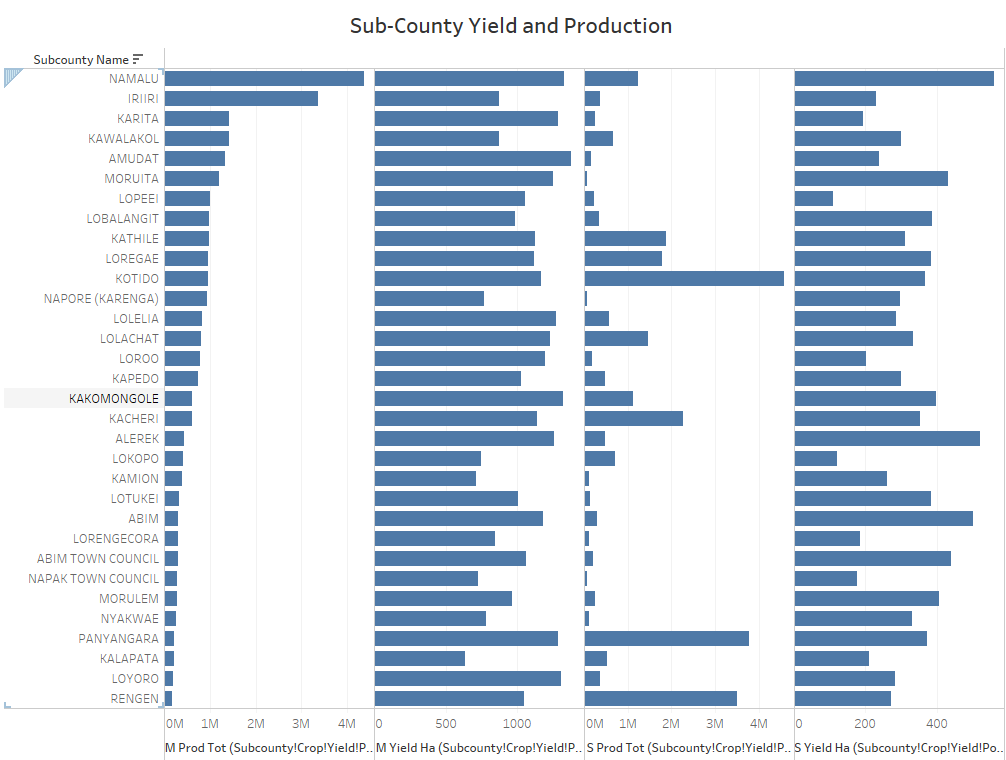 Sub-County Yield and Production
Subcounty Name
NAMALU
IRIIRI
KARITA
KAWALAKOL
AMUDAT
MORUITA
LOPEEI
LOBALANGIT
KATHILE
LOREGAE
KOTIDO
NAPORE (KARENGA)
LOLELIA
LOLACHAT
LOROO
KAPEDO
KAKOMONGOLE
KACHERI
ALEREK
LOKOPO
KAMION
LOTUKEI
ABIM
LORENGECORA
ABIM TOWN COUNCIL
NAPAK TOWN COUNCIL
MORULEM
NYAKWAE
PANYANGARA
KALAPATA
LOYORO
RENGEN
0M 1M 2M 3M 4M 0 500 1000 0M 1M 2M 3M 4M 0 200 400
M Prod Tot (Subcounty!Crop!Yield!P.. M Yield Ha (Subcounty!Crop!Yield!P.. S Prod Tot (Subcounty!Crop!Yield!P.. S Yield Ha (Subcounty!Crop!Yield!Po..